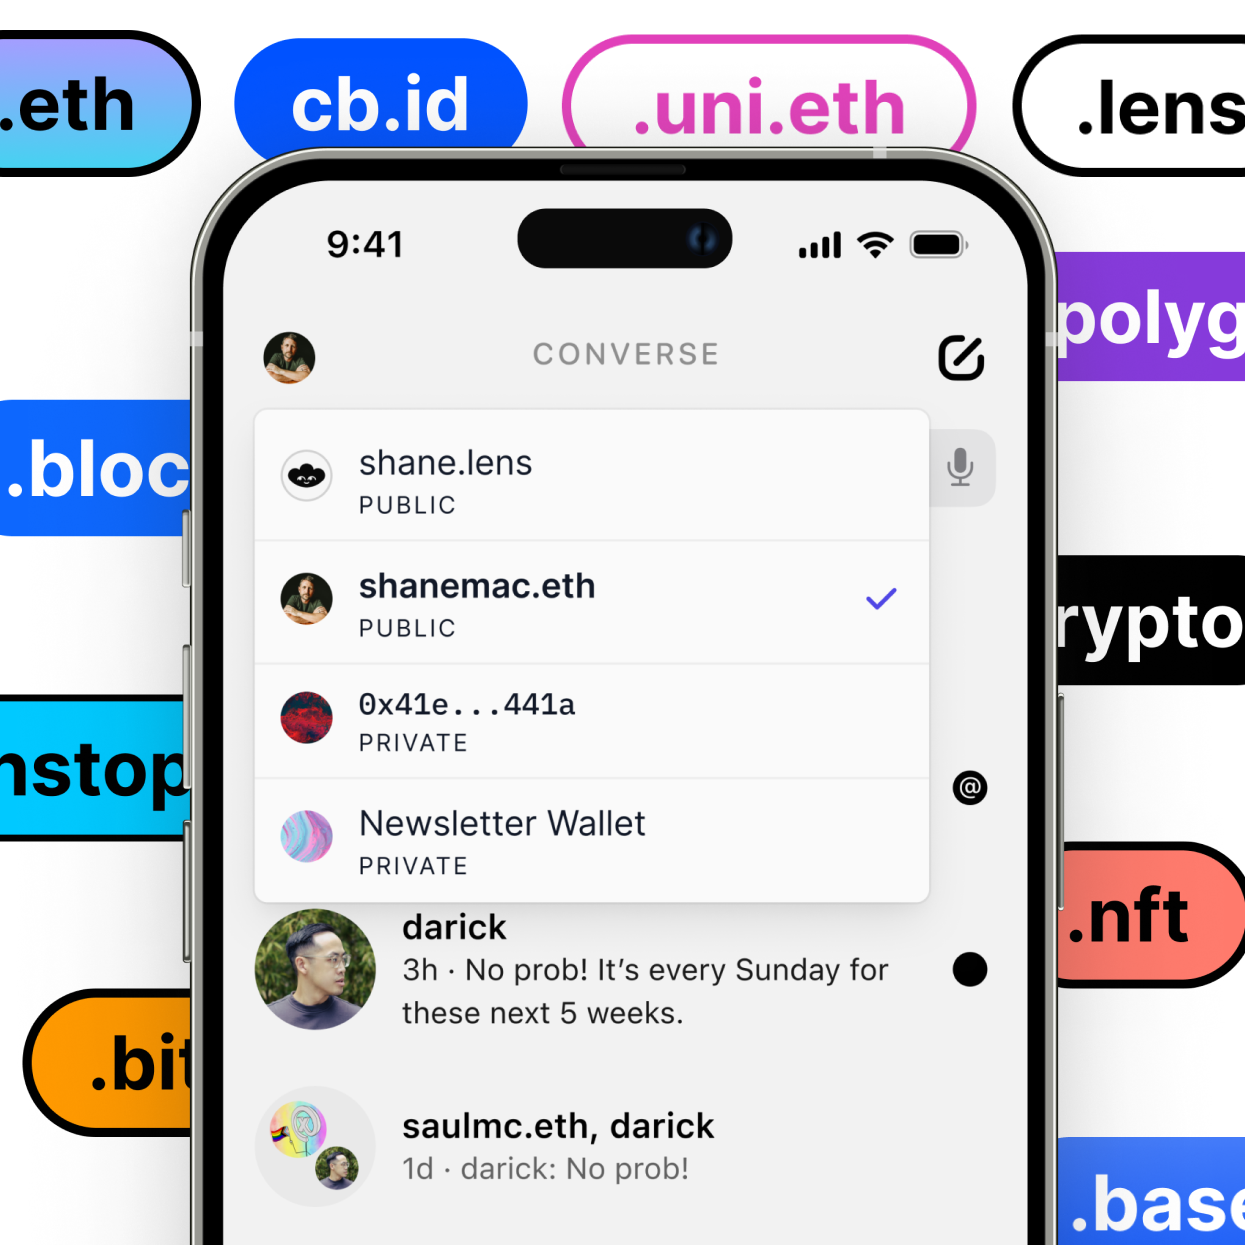 .eth
cb.id
.uni.eth
.lens
9:41
CONVERSE
polyg
.bloc
shane.lens
PUBLIC
shanemac.eth
PUBLIC
rypto
0x41e...441a
PRIVATE
nstop
@
Newsletter Wallet
PRIVATE
.nft
darick
3h · No prob! It’s every Sunday for
these next 5 weeks.
.bit
saulmc.eth, darick
1d · darick: No prob!
.base